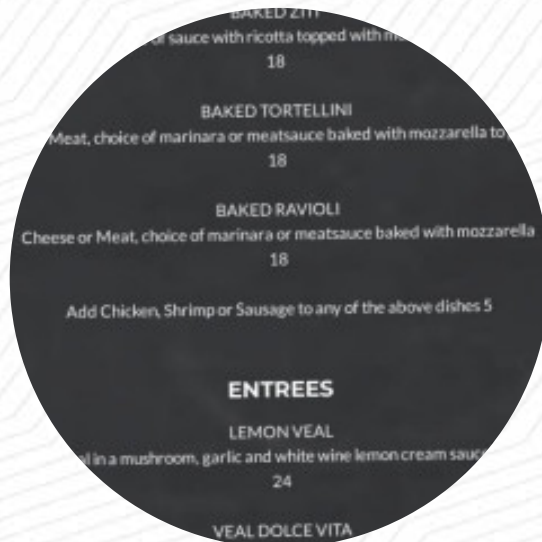 BAKED ZITI
of sauce with ricotta topped with
18
BAKED TORTELLINI
Meat, choice of marinara or meatsauce baked with mozzarella
18
BAKED RAVIOLI
Cheese or Meat, choice of marinara or meatsauce baked with mozzarella
18
Add Chicken, Shrimp or Sausage to any of the above dishes 5
ENTREES
LEMON VEAL
in a mushroom, garlic and white wine lemon cream sauce
24
VEAL DOLCE VITA